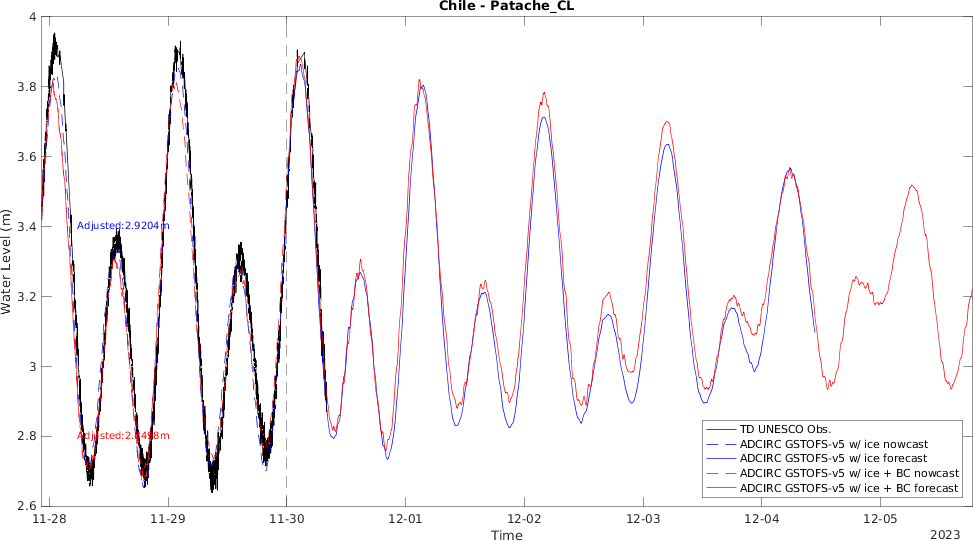 Chile - Patache_CL
Water Level (m)
4
3.8
3.6
3.4
3.2
3
2.8
2.6
Adjusted:2.9204m
11-28
11-29
11-30
12-01
12-02
12-03
12-04
12-05
Time
2023
TD UNESCO Obs.
ADCIRC GSTOFS-v5 w/ ice nowcast
ADCIRC GSTOFS-v5 w/ ice forecast
ADCIRC GSTOFS-v5 w/ ice + BC nowcast
ADCIRC GSTOFS-v5 w/ ice + BC forecast